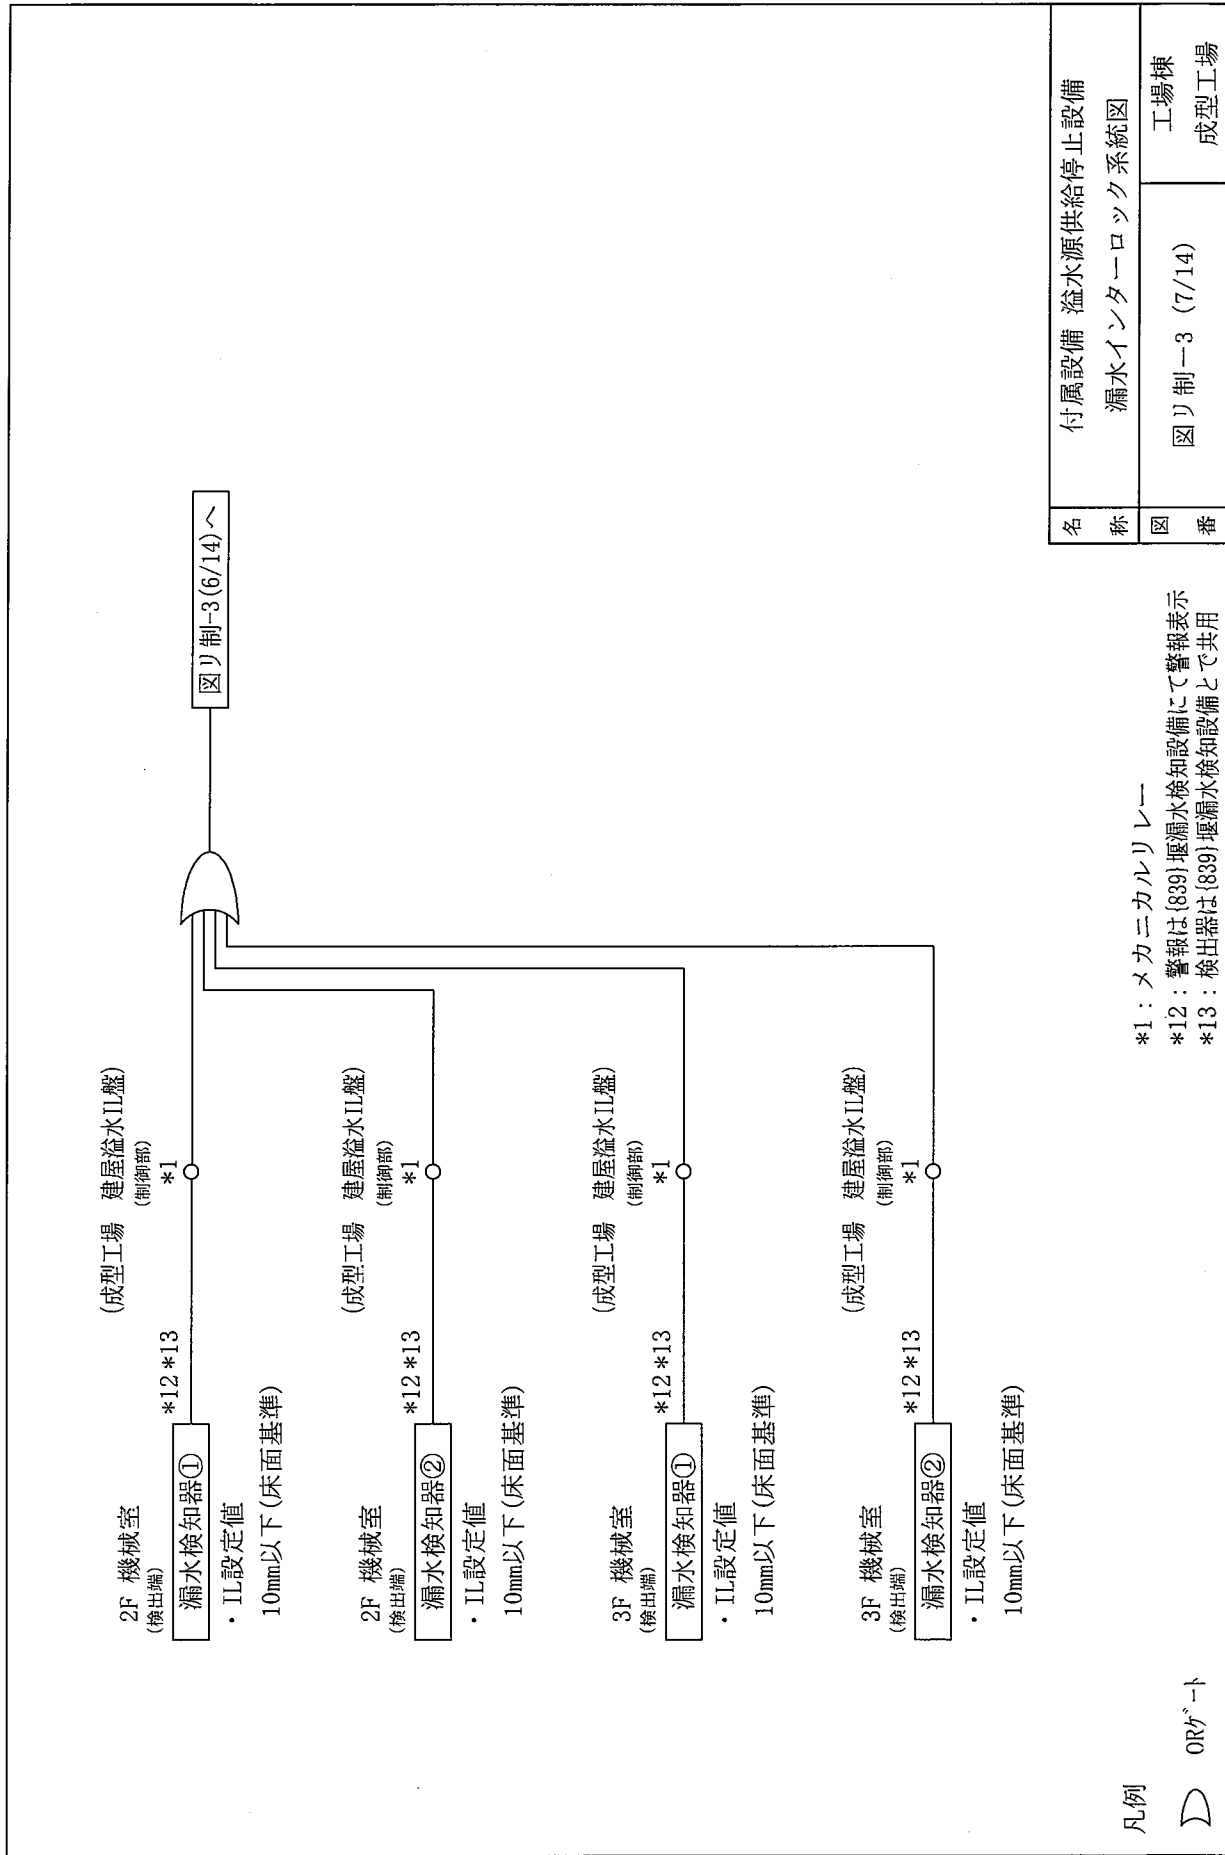 2F 機械室
(検出端)
漏水検知器①
*12 *13
・IL設定値
10mm以下(床面基準)
(成型工場 建屋溢水IL盤)
(制御部)
*1
2F 機械室
(検出端)
漏水検知器②
*12 *13
・IL設定値
10mm以下(床面基準)
(成型工場 建屋溢水IL盤)
(制御部)
*1
3F 機械室
(検出端)
漏水検知器①
*12 *13
・IL設定値
10mm以下(床面基準)
(成型工場 建屋溢水IL盤)
(制御部)
*1
3F 機械室
(検出端)
漏水検知器②
*12 *13
・IL設定値
10mm以下(床面基準)
(成型工場 建屋溢水IL盤)
(制御部)
*1
図リ制-3(6/14)へ
凡例
ORゲート
*1：メカニカルリレー
*12：警報は{839}堰漏水検知設備にて警報表示
*13：検出器は{839}堰漏水検知設備とで共用
名称
付属設備 溢水源供給停止設備
漏水インターロック系統図
図番
図リ制－3 (7/14)
工場棟
成型工場